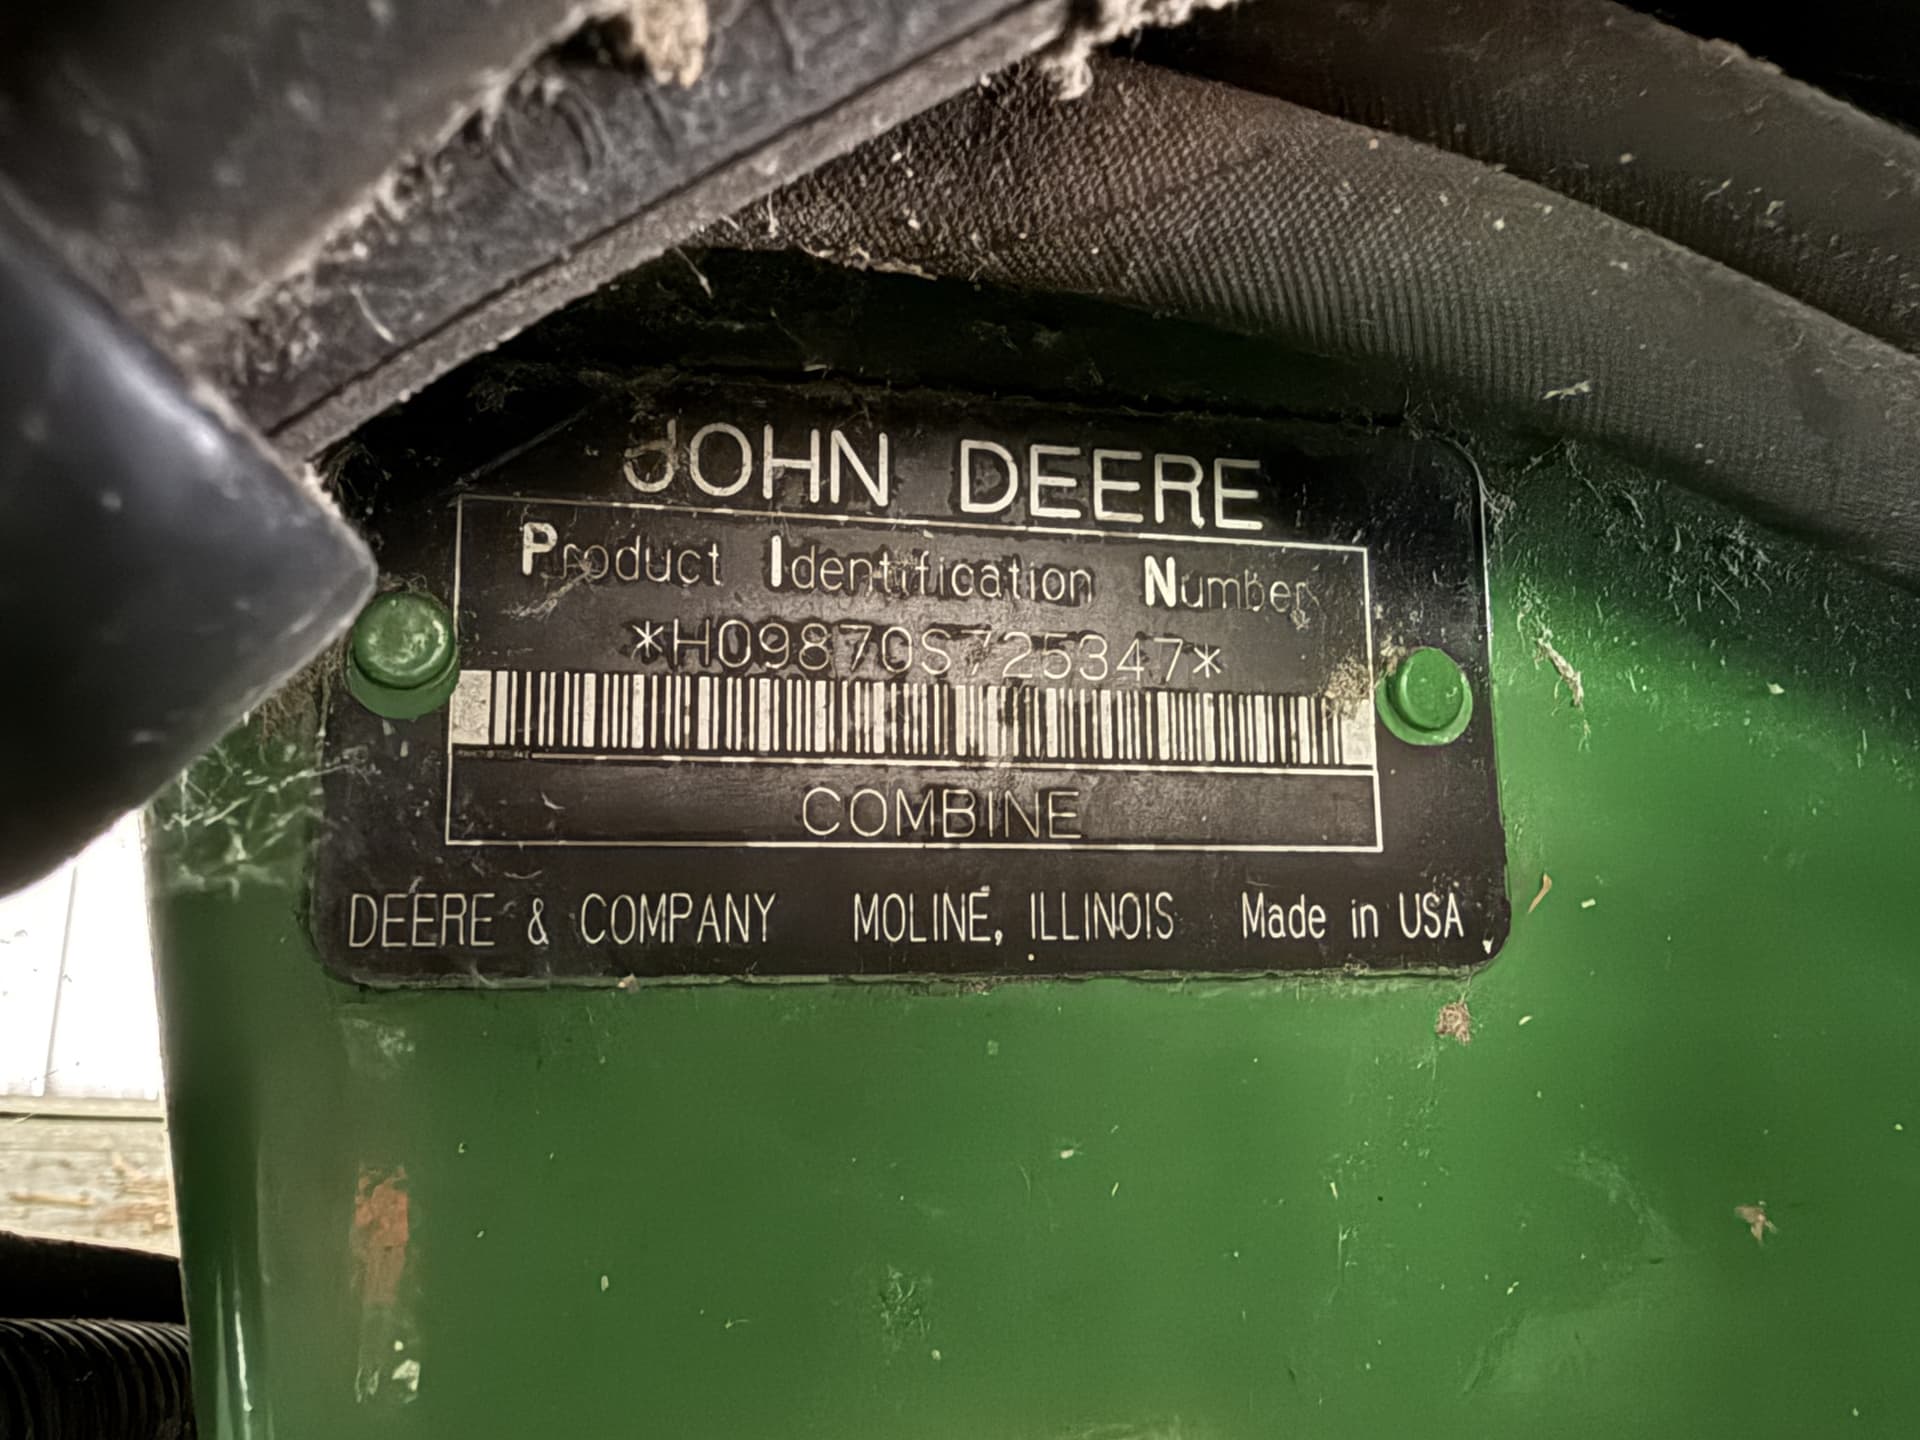 JOHN DEERE
Product Identification Number
*H09870S725347*
COMBINE
DEERE & COMPANY MOLINE, ILLINOIS Made in USA